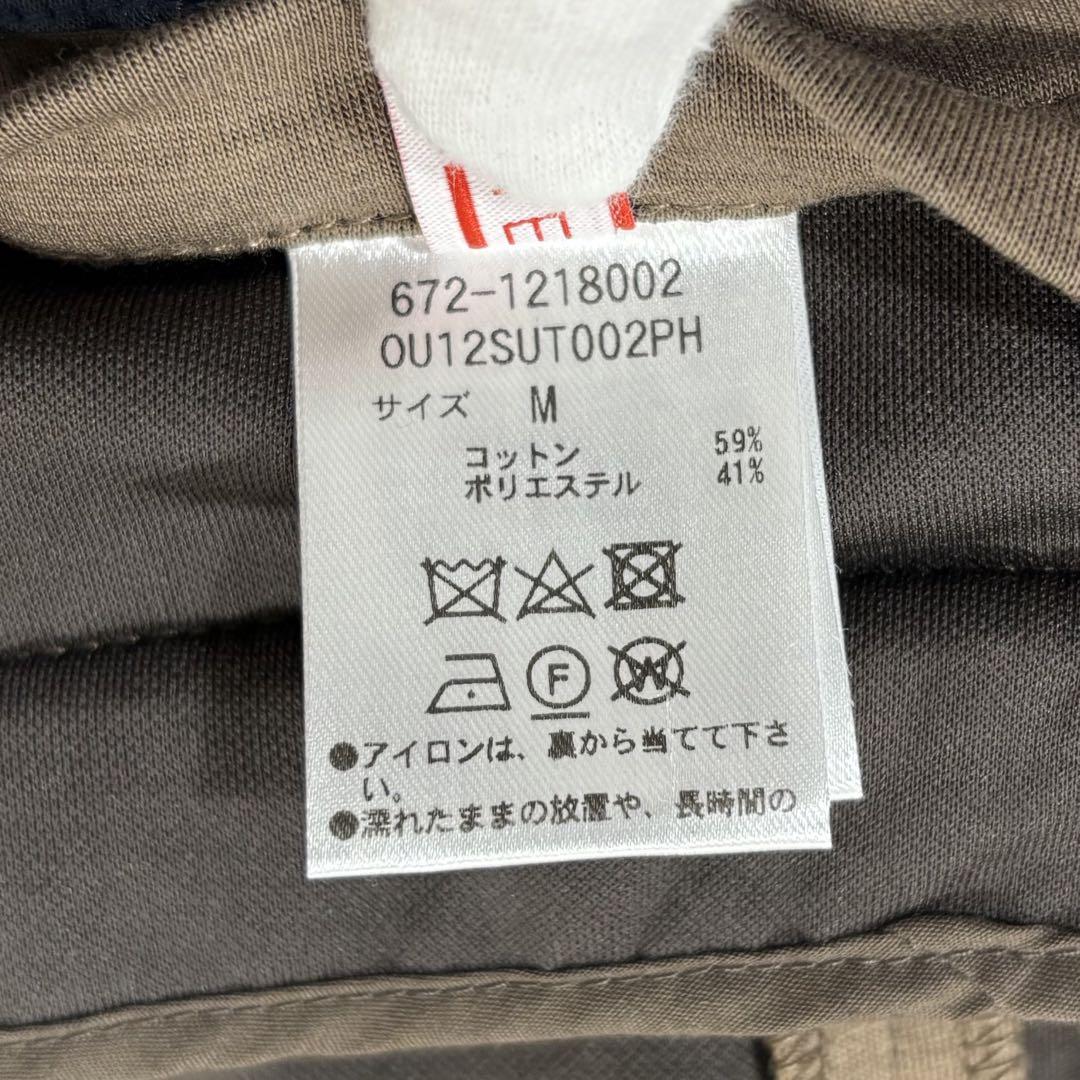 672-1218002
OU12SUT002PH
サイズ M
コットン 59%
ポリエステル 41%
F
W
●アイロンは、裏から当てて下さ
い。
●濡れたままの放置や、長時間の